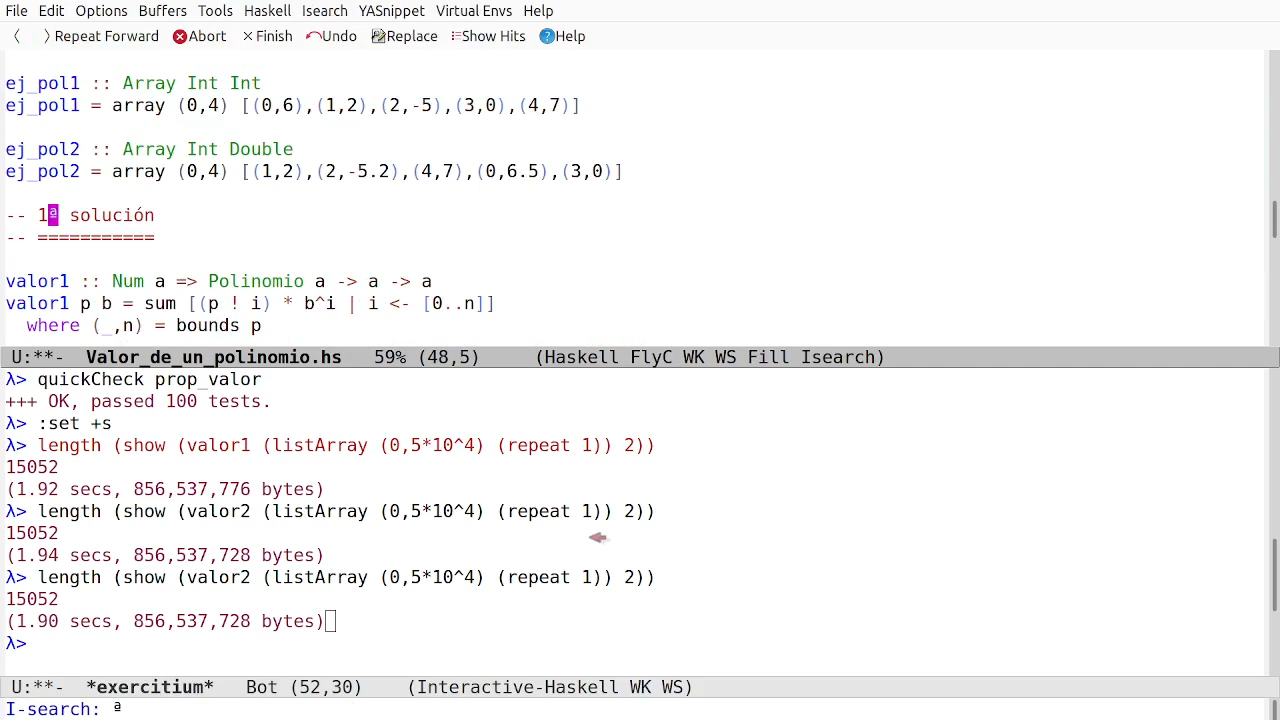 File Edit Options Buffers Tools Haskell Isearch YASnippet Virtual Envs Help
Repeat Forward Abort Finish Undo Replace Show Hits Help
ej_pol1 :: Array Int Int
ej_pol1 = array (0,4) [(0,6),(1,2),(2,-5),(3,0),(4,7)]
ej_pol2 :: Array Int Double
ej_pol2 = array (0,4) [(1,2),(2,-5.2),(4,7),(0,6.5),(3,0)]
-- 1ª solución
-- ===========
valor1 :: Num a => Polinomio a -> a -> a
valor1 p b = sum [(p ! i) * b^i | i <- [0..n]]
  where (_,n) = bounds p
U:**-  Valor_de_un_polinomio.hs   59% (48,5)     (Haskell FlyC WK WS Fill Isearch)
λ> quickCheck prop_valor
+++ OK, passed 100 tests.
λ> :set +s
λ> length (show (valor1 (listArray (0,5*10^4) (repeat 1)) 2))
15052
(1.92 secs, 856,537,776 bytes)
λ> length (show (valor2 (listArray (0,5*10^4) (repeat 1)) 2))
15052
(1.94 secs, 856,537,728 bytes)
λ> length (show (valor2 (listArray (0,5*10^4) (repeat 1)) 2))
15052
(1.90 secs, 856,537,728 bytes)
λ>
U:**-  *exercitium*   Bot (52,30)    (Interactive-Haskell WK WS)
I-search: ª